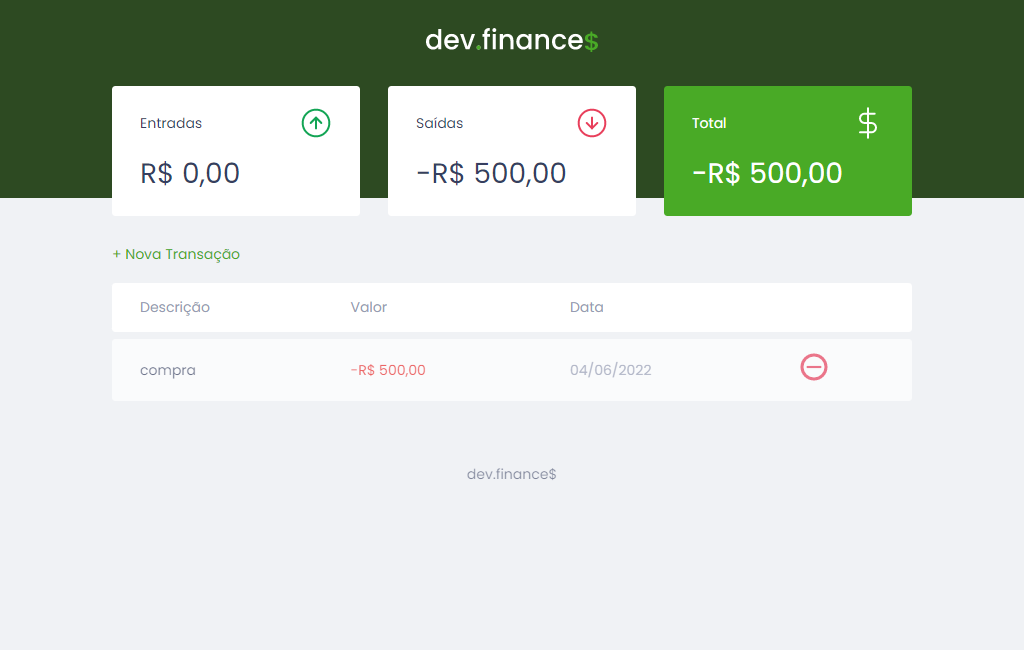 dev.finance$
Entradas
R$ 0,00
Saídas
-R$ 500,00
Total
$
-R$ 500,00
+ Nova Transação
Descrição Valor Data
compra -R$ 500,00 04/06/2022
dev.finance$